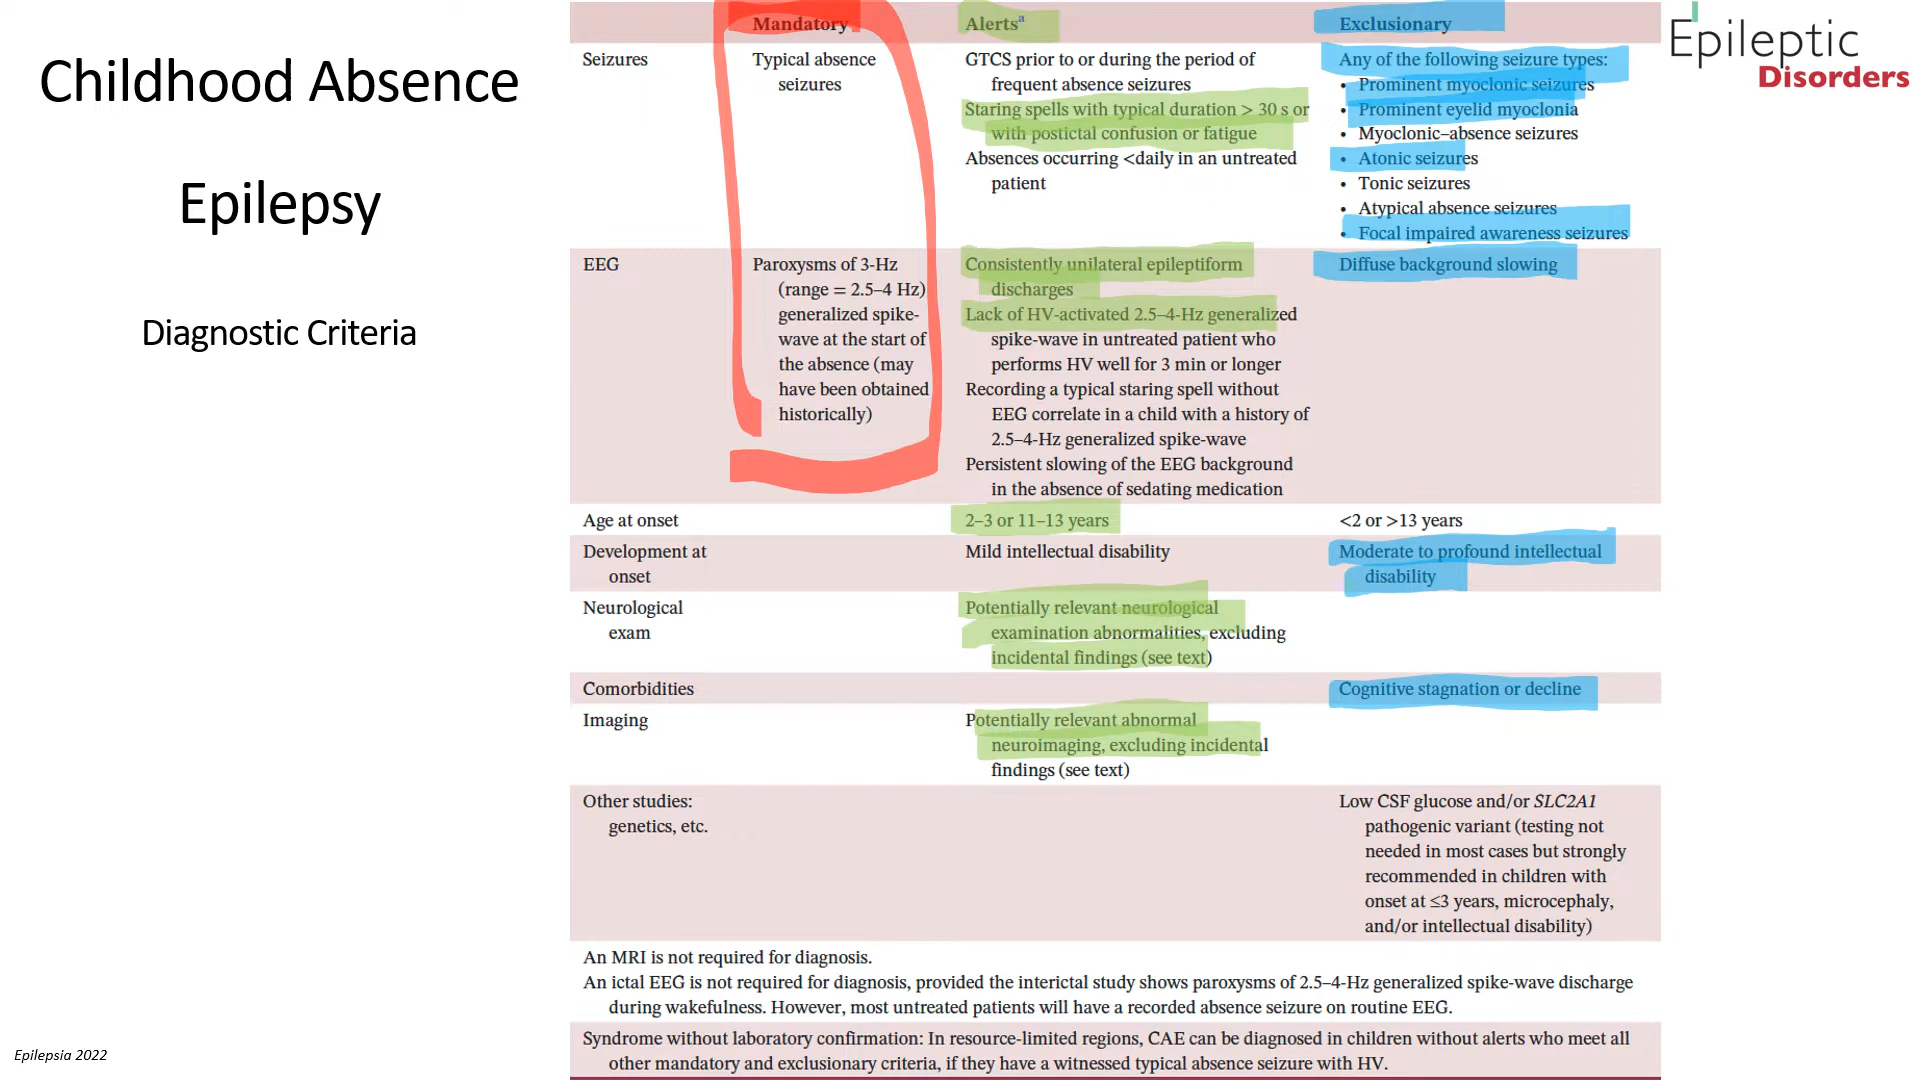 Childhood Absence
Epilepsy
Diagnostic Criteria
Epilepsia 2022
Epileptic
Disorders
Mandatory
Alertsᵃ
Exclusionary
Seizures
Typical absence
seizures
GTCS prior to or during the period of
frequent absence seizures
Staring spells with typical duration > 30 s or
with postictal confusion or fatigue
Absences occurring <daily in an untreated
patient
Any of the following seizure types:
• Prominent myoclonic seizures
• Prominent eyelid myoclonia
• Myoclonic–absence seizures
• Atonic seizures
• Tonic seizures
• Atypical absence seizures
• Focal impaired awareness seizures
EEG
Paroxysms of 3-Hz
(range = 2.5–4 Hz)
generalized spike-
wave at the start of
the absence (may
have been obtained
historically)
Consistently unilateral epileptiform
discharges
Lack of HV-activated 2.5–4-Hz generalized
spike-wave in untreated patient who
performs HV well for 3 min or longer
Recording a typical staring spell without
EEG correlate in a child with a history of
2.5–4-Hz generalized spike-wave
Persistent slowing of the EEG background
in the absence of sedating medication
Diffuse background slowing
Age at onset
2–3 or 11–13 years
<2 or >13 years
Development at
onset
Mild intellectual disability
Moderate to profound intellectual
disability
Neurological
exam
Potentially relevant neurological
examination abnormalities, excluding
incidental findings (see text)
Comorbidities
Cognitive stagnation or decline
Imaging
Potentially relevant abnormal
neuroimaging, excluding incidental
findings (see text)
Other studies:
genetics, etc.
Low CSF glucose and/or SLC2A1
pathogenic variant (testing not
needed in most cases but strongly
recommended in children with
onset at ≤3 years, microcephaly,
and/or intellectual disability)
An MRI is not required for diagnosis.
An ictal EEG is not required for diagnosis, provided the interictal study shows paroxysms of 2.5–4-Hz generalized spike-wave discharge
during wakefulness. However, most untreated patients will have a recorded absence seizure on routine EEG.
Syndrome without laboratory confirmation: In resource-limited regions, CAE can be diagnosed in children without alerts who meet all
other mandatory and exclusionary criteria, if they have a witnessed typical absence seizure with HV.